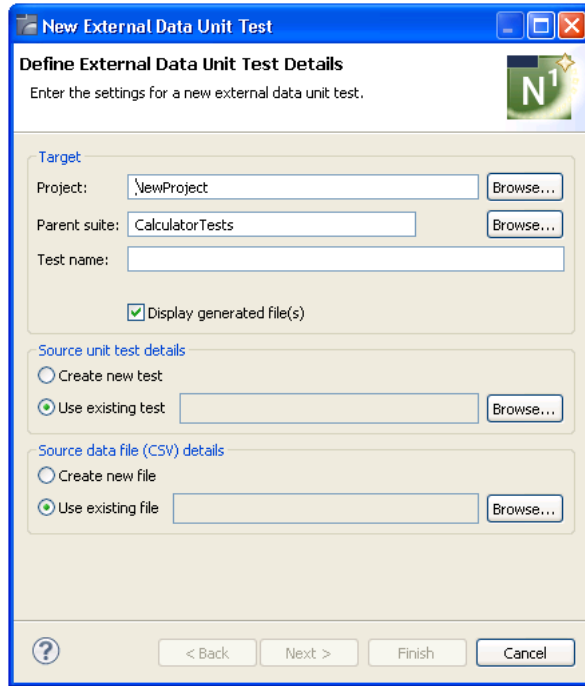 New External Data Unit Test
Define External Data Unit Test Details
Enter the settings for a new external data unit test.
N1
Target
Project: \NewProject Browse...
Parent suite: CalculatorTests Browse...
Test name:
Display generated file(s)
Source unit test details
Create new test
Use existing test Browse...
Source data file (CSV) details
Create new file
Use existing file Browse...
? < Back Next > Finish Cancel